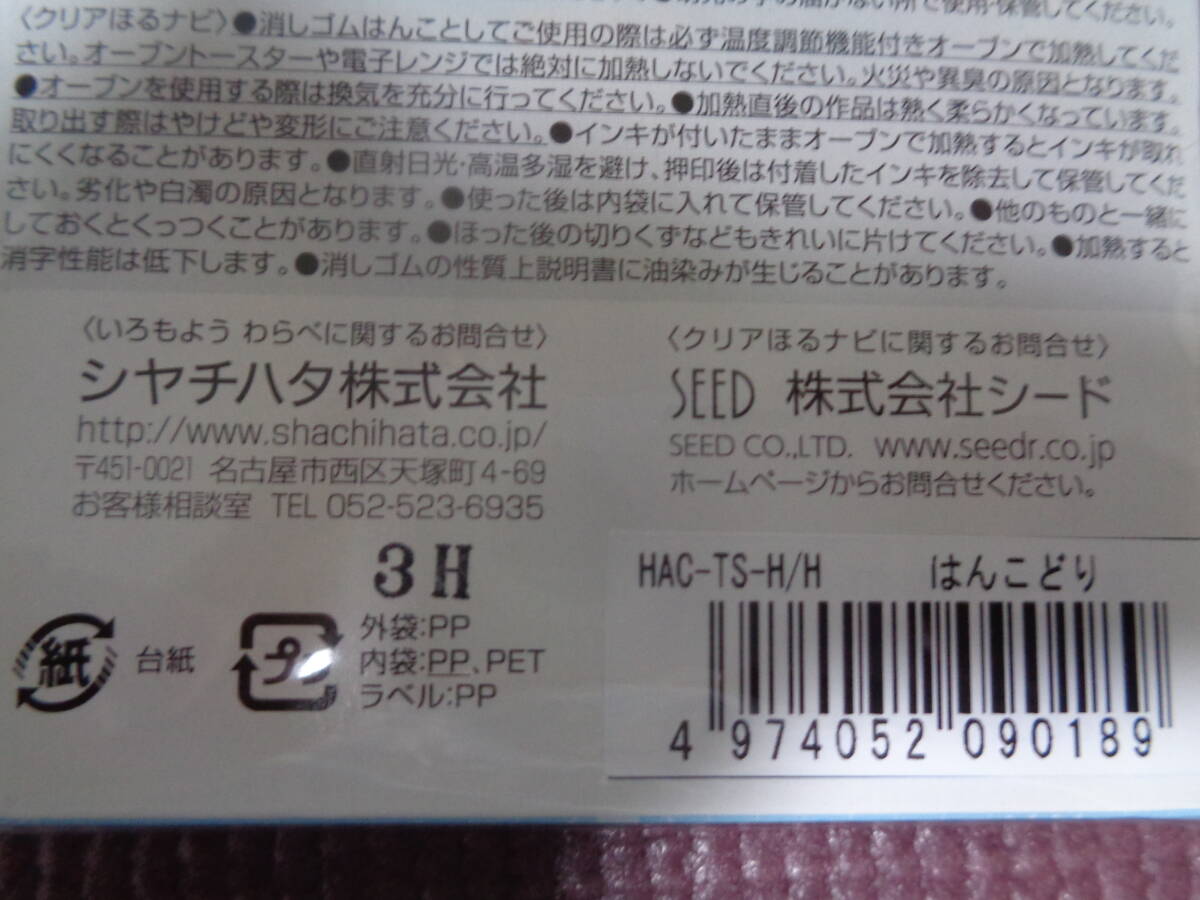 使用・保管してください。
〈クリアほるナビ〉●消しゴムはんことしてご使用の際は必ず温度調節機能付きオーブンで加熱してくだ
さい。オーブントースターや電子レンジでは絶対に加熱しないでください。火災や異臭の原因となります。
●オーブンを使用する際は換気を充分に行ってください。●加熱直後の作品は熱く柔らかくなっています。
取り出す際はやけどや変形にご注意ください。●インキが付いたままオーブンで加熱するとインキが取れ
にくくなることがあります。●直射日光・高温多湿を避け、押印後は付着したインキを除去して保管してくだ
さい。劣化や白濁の原因となります。●使った後は内袋に入れて保管してください。●他のものと一緒に
しておくとくっつくことがあります。●ほった後の切りくずなどもきれいに片けてください。●加熱すると
消字性能は低下します。●消しゴムの性質上説明書に油染みが生じることがあります。
〈いろもよう わらべに関するお問合せ〉
シヤチハタ株式会社
http://www.shachihata.co.jp/
〒451-0021 名古屋市西区天塚町4-69
お客様相談室 TEL 052-523-6935
〈クリアほるナビに関するお問合せ〉
SEED 株式会社シード
SEED CO.,LTD. www.seedr.co.jp
ホームページからお問合せください。
3H
紙 台紙
プラ
外袋:PP
内袋:PP、PET
ラベル:PP
HAC-TS-H/H はんこどり
4 974052 090189